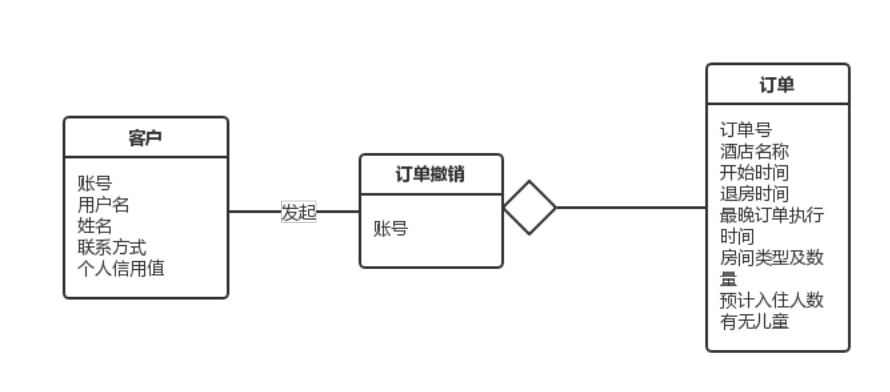 客户
账号
用户名
姓名
联系方式
个人信用值
发起
订单撤销
账号
订单
订单号
酒店名称
开始时间
退房时间
最晚订单执行
时间
房间类型及数
量
预计入住人数
有无儿童